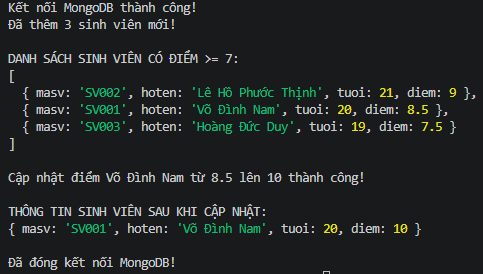 Kết nối MongoDB thành công!
Đã thêm 3 sinh viên mới!
DANH SÁCH SINH VIÊN CÓ ĐIỂM >= 7:
[
{ masv: 'SV002', hoten: 'Lê Hồ Phước Thịnh', tuoi: 21, diem: 9 },
{ masv: 'SV001', hoten: 'Võ Đình Nam', tuoi: 20, diem: 8.5 },
{ masv: 'SV003', hoten: 'Hoàng Đức Duy', tuoi: 19, diem: 7.5 }
]
Cập nhật điểm Võ Đình Nam từ 8.5 lên 10 thành công!
THÔNG TIN SINH VIÊN SAU KHI CẬP NHẬT:
{ masv: 'SV001', hoten: 'Võ Đình Nam', tuoi: 20, diem: 10 }
Đã đóng kết nối MongoDB!